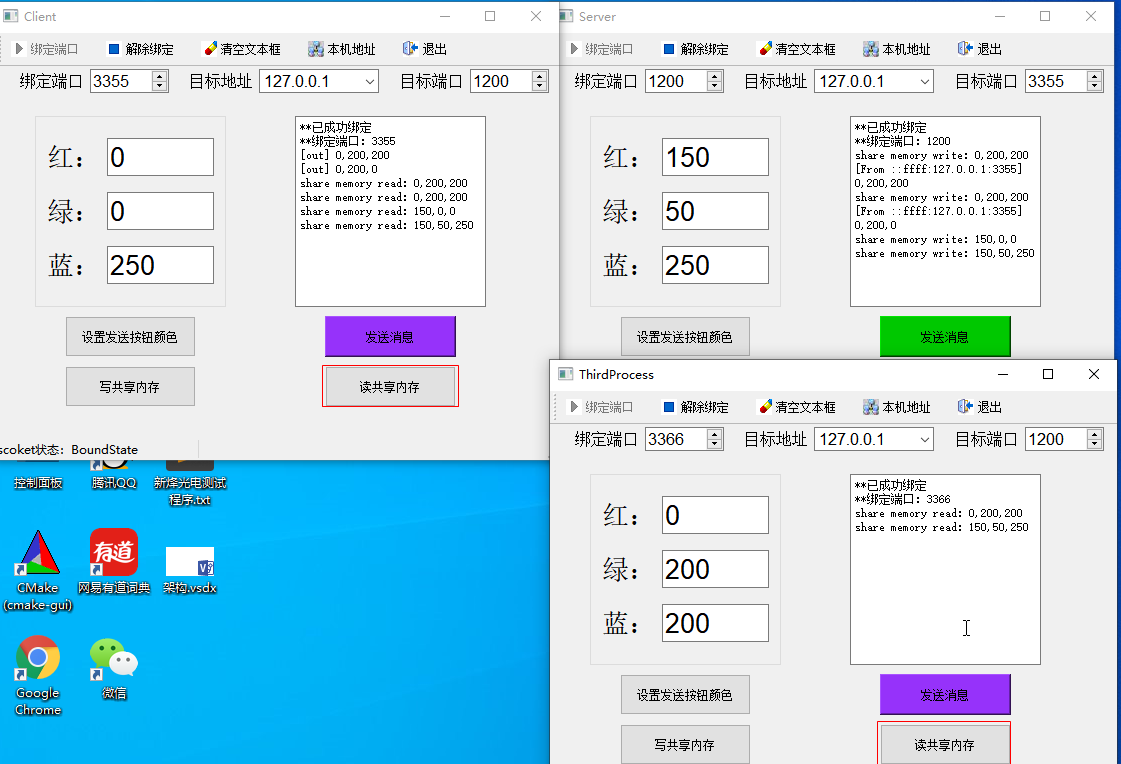 Client
绑定端口 解除绑定 清空文本框 本机地址 退出
绑定端口 3355 目标地址 127.0.0.1 目标端口 1200
红： 0
绿： 0
蓝： 250
**已成功绑定
**绑定端口：3355
[out] 0,200,200
[out] 0,200,0
share memory read: 0,200,200
share memory read: 0,200,200
share memory read: 150,0,0
share memory read: 150,50,250
设置发送按钮颜色 发送消息
写共享内存 读共享内存
scoket状态：BoundState
Server
绑定端口 解除绑定 清空文本框 本机地址 退出
绑定端口 1200 目标地址 127.0.0.1 目标端口 3355
红： 150
绿： 50
蓝： 250
**已成功绑定
**绑定端口：1200
share memory write: 0,200,200
[From ::ffff:127.0.0.1:3355]
0,200,200
share memory write: 0,200,200
[From ::ffff:127.0.0.1:3355]
0,200,0
share memory write: 150,0,0
share memory write: 150,50,250
设置发送按钮颜色 发送消息
ThirdProcess
绑定端口 解除绑定 清空文本框 本机地址 退出
绑定端口 3366 目标地址 127.0.0.1 目标端口 1200
红： 0
绿： 200
蓝： 200
**已成功绑定
**绑定端口：3366
share memory read: 0,200,200
share memory read: 150,50,250
设置发送按钮颜色 发送消息
写共享内存 读共享内存
控制面板 腾讯QQ 新烽光电测试
程序.txt
有道
CMake 网易有道词典 架构.vsdx
(cmake-gui)
Google 微信
Chrome